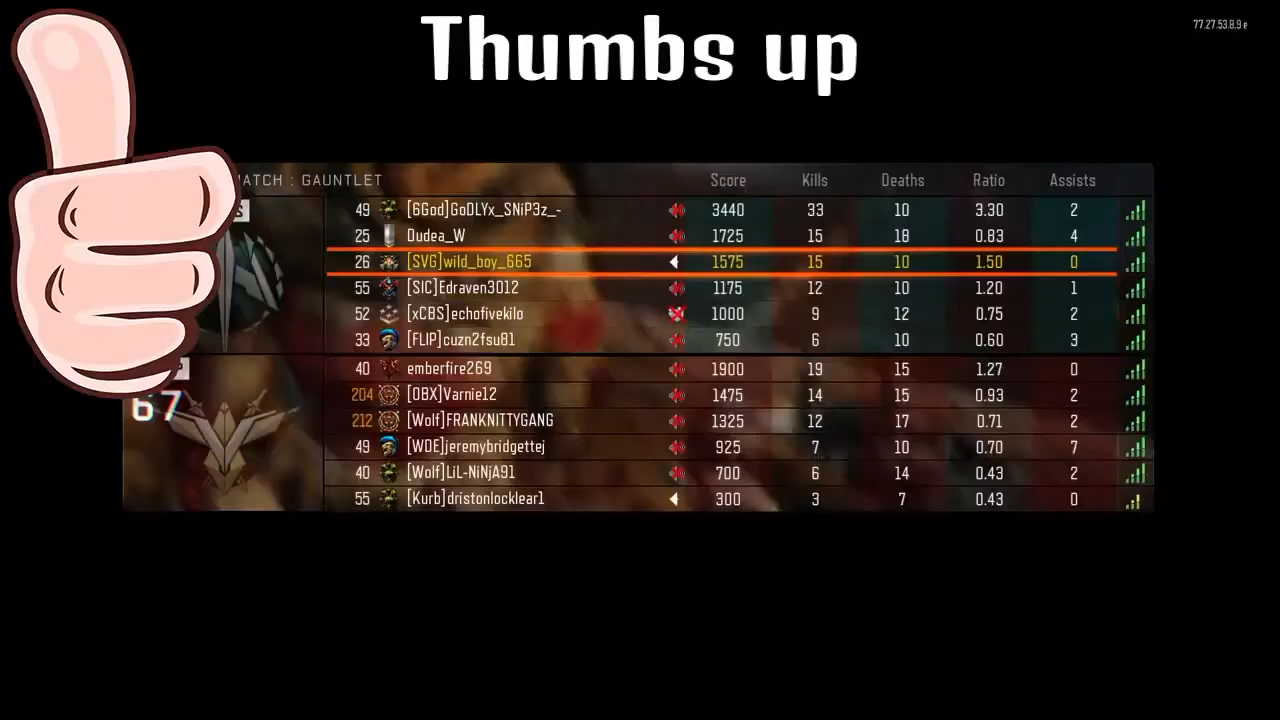 Thumbs up
77.27.53.8.9 e
ATCH : GAUNTLET Score Kills Deaths Ratio Assists
49 [6God]GoDLYx_SNiP3z_- 3440 33 10 3.30 2
25 Dudea_W 1725 15 18 0.83 4
26 [SVG]wild_boy_665 1575 15 10 1.50 0
55 [SIC]Edraven3012 1175 12 10 1.20 1
52 [xCBS]echofivekilo 1000 9 12 0.75 2
33 [FLIP]cuzn2fsu81 750 6 10 0.60 3
40 emberfire269 1900 19 15 1.27 0
204 [OBX]Varnie12 1475 14 15 0.93 2
212 [Wolf]FRANKNITTYGANG 1325 12 17 0.71 2
49 [WDE]jeremybridgettej 925 7 10 0.70 7
40 [Wolf]LiL-NiNjA91 700 6 14 0.43 2
55 [Kurb]dristonlocklear1 300 3 7 0.43 0
67